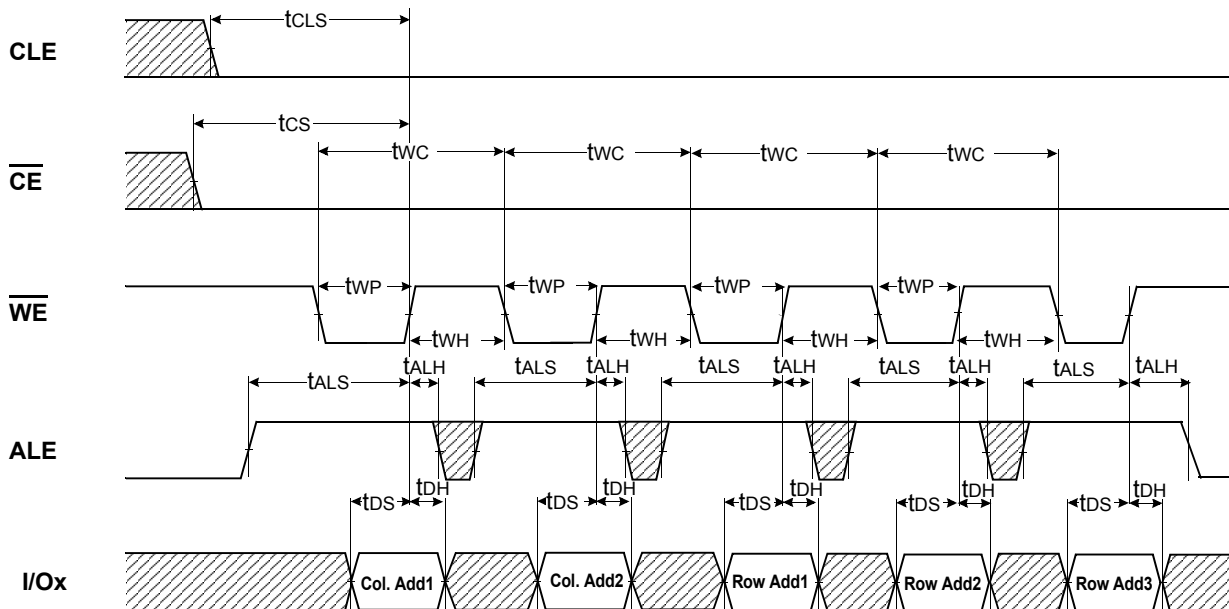 CLE
tCLS
CE
tCS
tWC tWC tWC tWC
WE
tWP tWP tWP tWP
tWH tWH tWH tWH
ALE
tALS tALH tALS tALH tALS tALH tALS tALH tALS tALH
tDS tDH tDS tDH tDS tDH tDS tDH tDS tDH
I/Ox
Col. Add1 Col. Add2 Row Add1 Row Add2 Row Add3